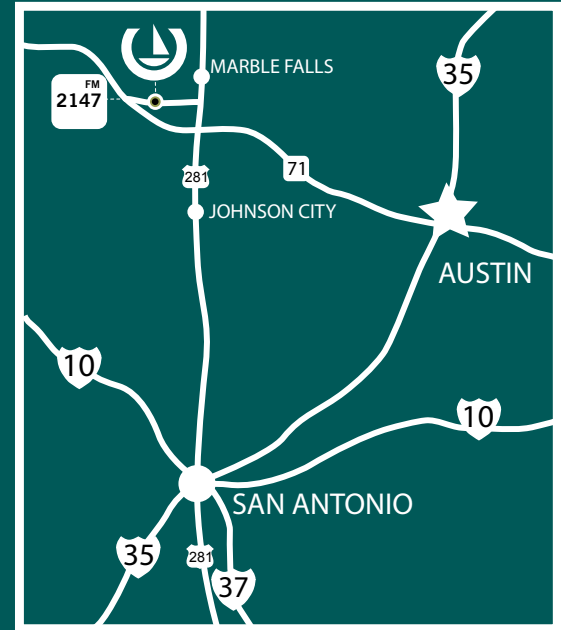 MARBLE FALLS
35
FM
2147
71
281
JOHNSON CITY
AUSTIN
10
10
SAN ANTONIO
35
281
37